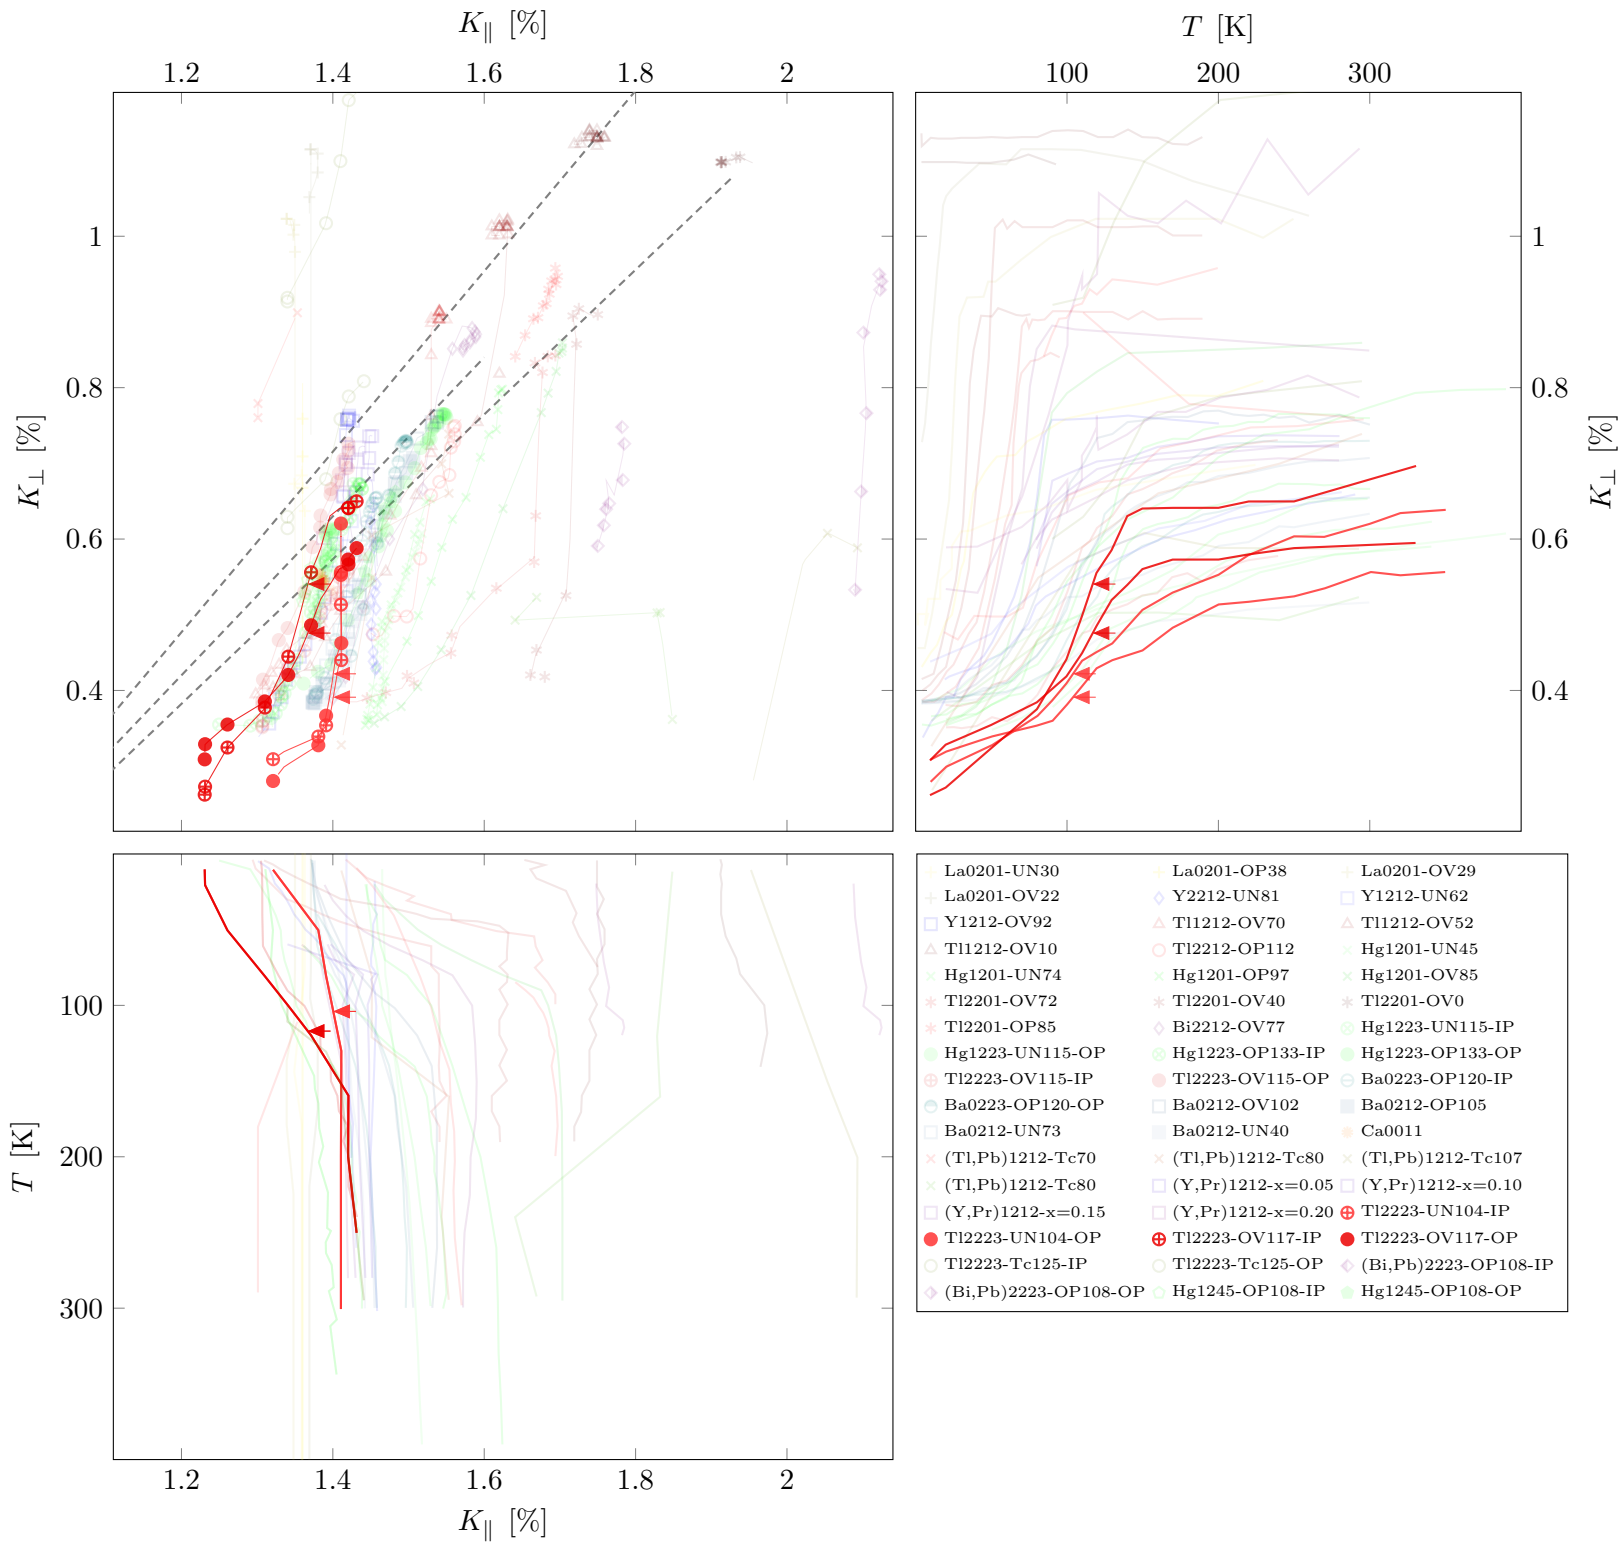 K∥ [%]
T [K]
1.2 1.4 1.6 1.8 2
100 200 300
1
0.8
0.6
0.4
K⊥ [%]
1
0.8
0.6
0.4
K⊥ [%]
100
200
300
T [K]
1.2 1.4 1.6 1.8 2
K∥ [%]
La0201-UN30 La0201-OP38 La0201-OV29
La0201-OV22 Y2212-UN81 Y1212-UN62
Y1212-OV92 Tl1212-OV70 Tl1212-OV52
Tl1212-OV10 Tl2212-OP112 Hg1201-UN45
Hg1201-UN74 Hg1201-OP97 Hg1201-OV85
Tl2201-OV72 Tl2201-OV40 Tl2201-OV0
Tl2201-OP85 Bi2212-OV77 Hg1223-UN115-IP
Hg1223-UN115-OP Hg1223-OP133-IP Hg1223-OP133-OP
Tl2223-OV115-IP Tl2223-OV115-OP Ba0223-OP120-IP
Ba0223-OP120-OP Ba0212-OV102 Ba0212-OP105
Ba0212-UN73 Ba0212-UN40 Ca0011
(Tl,Pb)1212-Tc70 (Tl,Pb)1212-Tc80 (Tl,Pb)1212-Tc107
(Tl,Pb)1212-Tc80 (Y,Pr)1212-x=0.05 (Y,Pr)1212-x=0.10
(Y,Pr)1212-x=0.15 (Y,Pr)1212-x=0.20 Tl2223-UN104-IP
Tl2223-UN104-OP Tl2223-OV117-IP Tl2223-OV117-OP
Tl2223-Tc125-IP Tl2223-Tc125-OP (Bi,Pb)2223-OP108-IP
(Bi,Pb)2223-OP108-OP Hg1245-OP108-IP Hg1245-OP108-OP